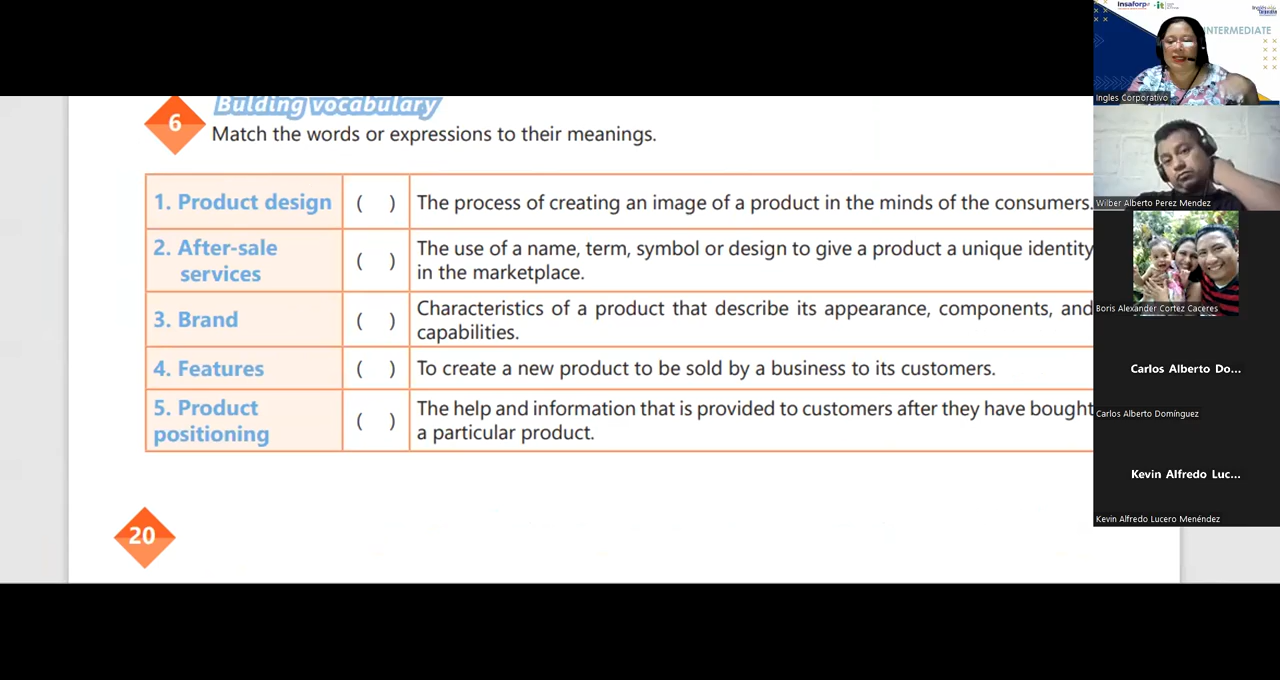 Insaforp
INTERMEDIATE
Ingles Corporativo
Bulding vocabulary
6
Match the words or expressions to their meanings.
1. Product design ( ) The process of creating an image of a product in the minds of the consumers.
2. After-sale services ( ) The use of a name, term, symbol or design to give a product a unique identity
in the marketplace.
3. Brand ( ) Characteristics of a product that describe its appearance, components, and
capabilities.
4. Features ( ) To create a new product to be sold by a business to its customers.
5. Product positioning ( ) The help and information that is provided to customers after they have bought
a particular product.
20
Wilber Alberto Perez Mendez
Boris Alexander Cortez Caceres
Carlos Alberto Do...
Carlos Alberto Domínguez
Kevin Alfredo Luc...
Kevin Alfredo Lucero Menéndez